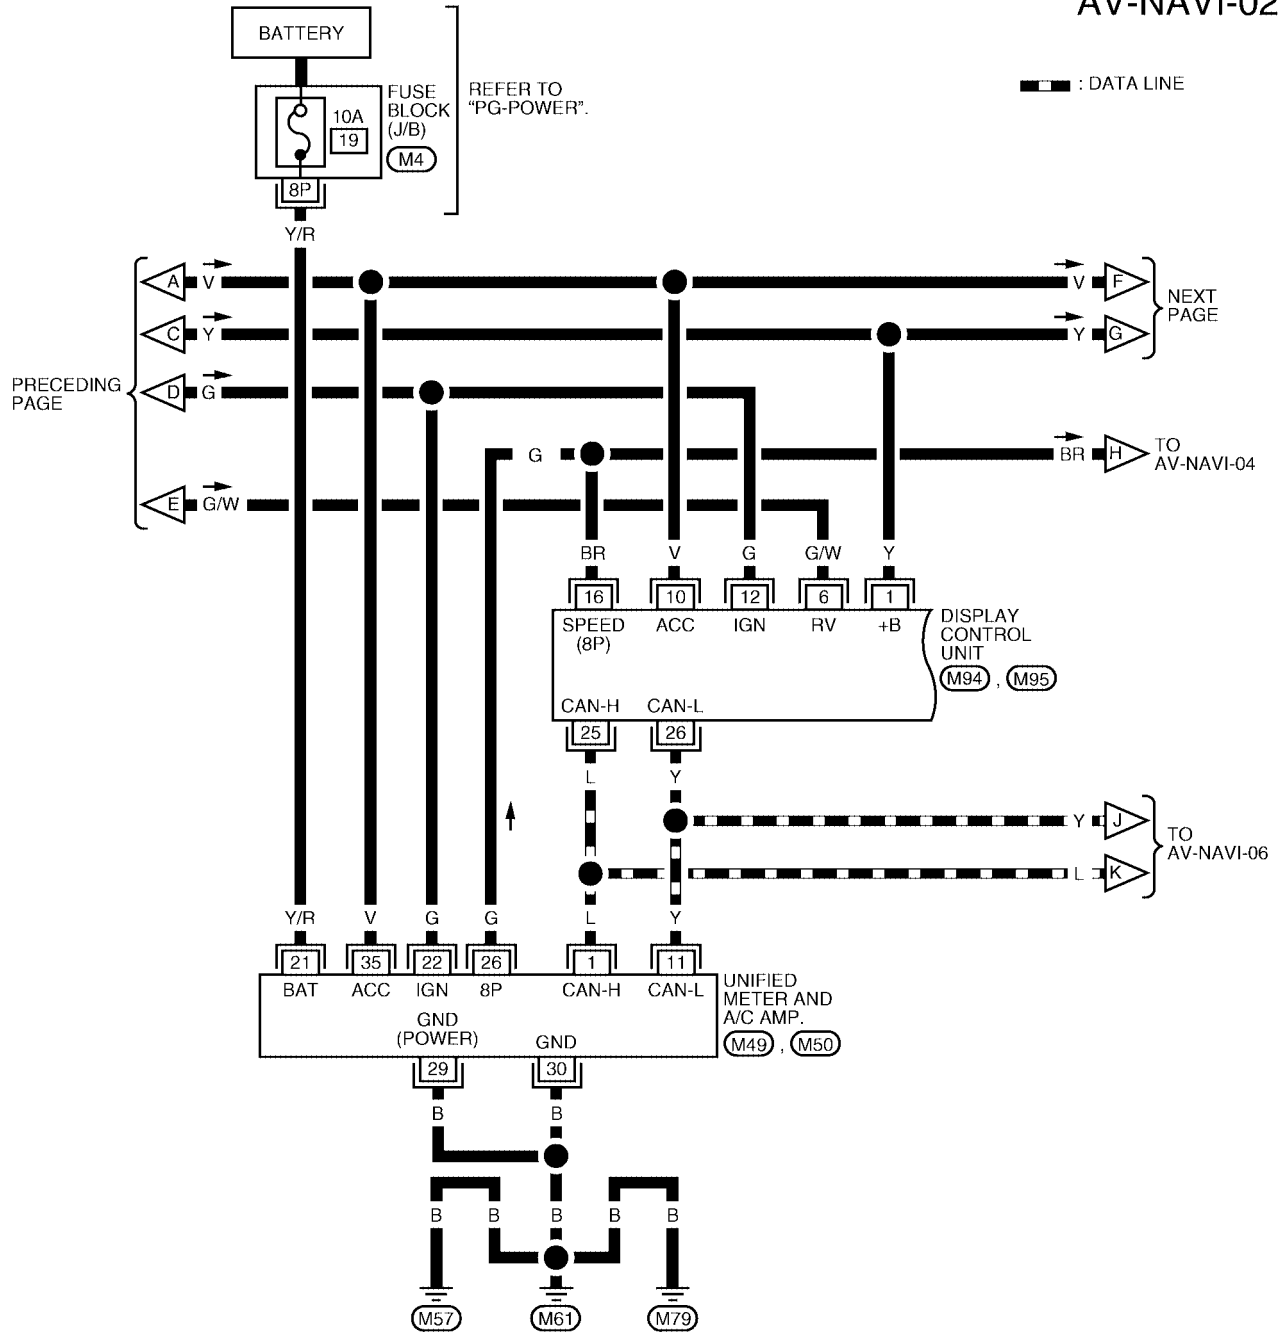 AV-NAVI-02
BATTERY
: DATA LINE
FUSE
BLOCK
(J/B)
REFER TO
"PG-POWER".
10A
19
M4
8P
Y/R
A V V F
C Y Y G
NEXT
PAGE
PRECEDING
PAGE
D G
G BR H
TO
AV-NAVI-04
E G/W
BR V G G/W Y
16 10 12 6 1
SPEED
(8P)
ACC IGN RV +B
DISPLAY
CONTROL
UNIT
M94 , M95
CAN-H CAN-L
25 26
L Y
Y J
L K
TO
AV-NAVI-06
Y/R V G G L Y
21 35 22 26 1 11
BAT ACC IGN 8P CAN-H CAN-L
UNIFIED
METER AND
A/C AMP.
M49 , M50
GND
(POWER)
GND
29 30
B B
B B B B B
M57 M61 M79